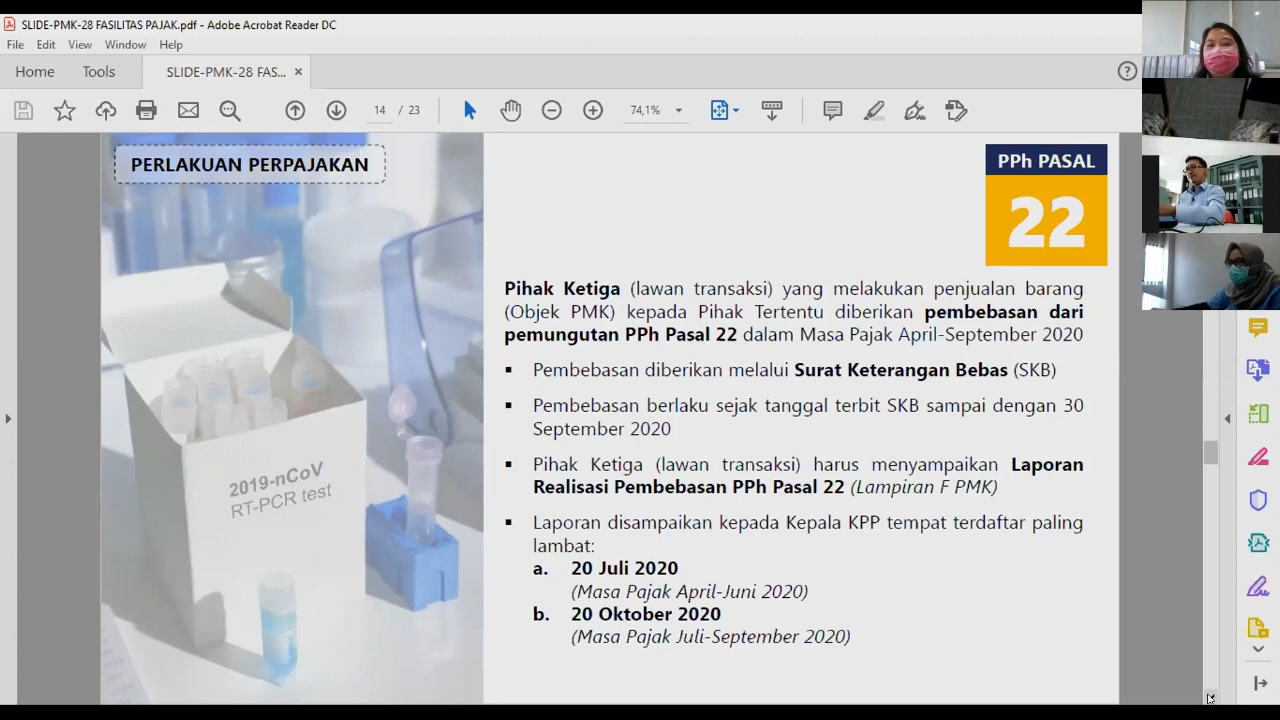 SLIDE-PMK-28 FASILITAS PAJAK.pdf - Adobe Acrobat Reader DC
File Edit View Window Help
Home Tools SLIDE-PMK-28 FAS... ×
14 / 23 74,1%
PERLAKUAN PERPAJAKAN
PPh PASAL
22
Pihak Ketiga (lawan transaksi) yang melakukan penjualan barang
(Objek PMK) kepada Pihak Tertentu diberikan pembebasan dari
pemungutan PPh Pasal 22 dalam Masa Pajak April-September 2020
▪ Pembebasan diberikan melalui Surat Keterangan Bebas (SKB)
▪ Pembebasan berlaku sejak tanggal terbit SKB sampai dengan 30
September 2020
▪ Pihak Ketiga (lawan transaksi) harus menyampaikan Laporan
Realisasi Pembebasan PPh Pasal 22 (Lampiran F PMK)
▪ Laporan disampaikan kepada Kepala KPP tempat terdaftar paling
lambat:
a. 20 Juli 2020
(Masa Pajak April-Juni 2020)
b. 20 Oktober 2020
(Masa Pajak Juli-September 2020)
2019-nCoV
RT-PCR test